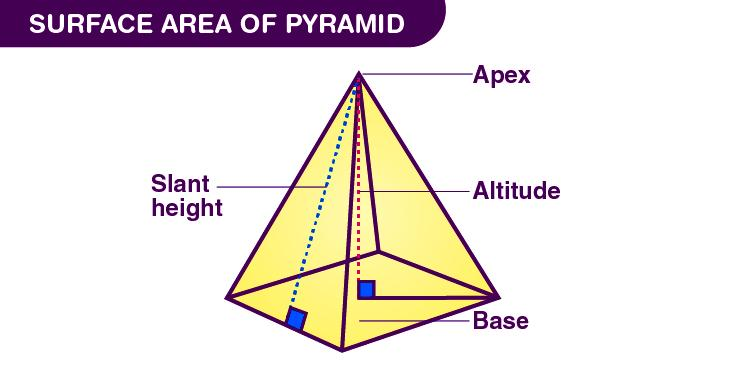 SURFACE AREA OF PYRAMID
Apex
Slant
height
Altitude
Base